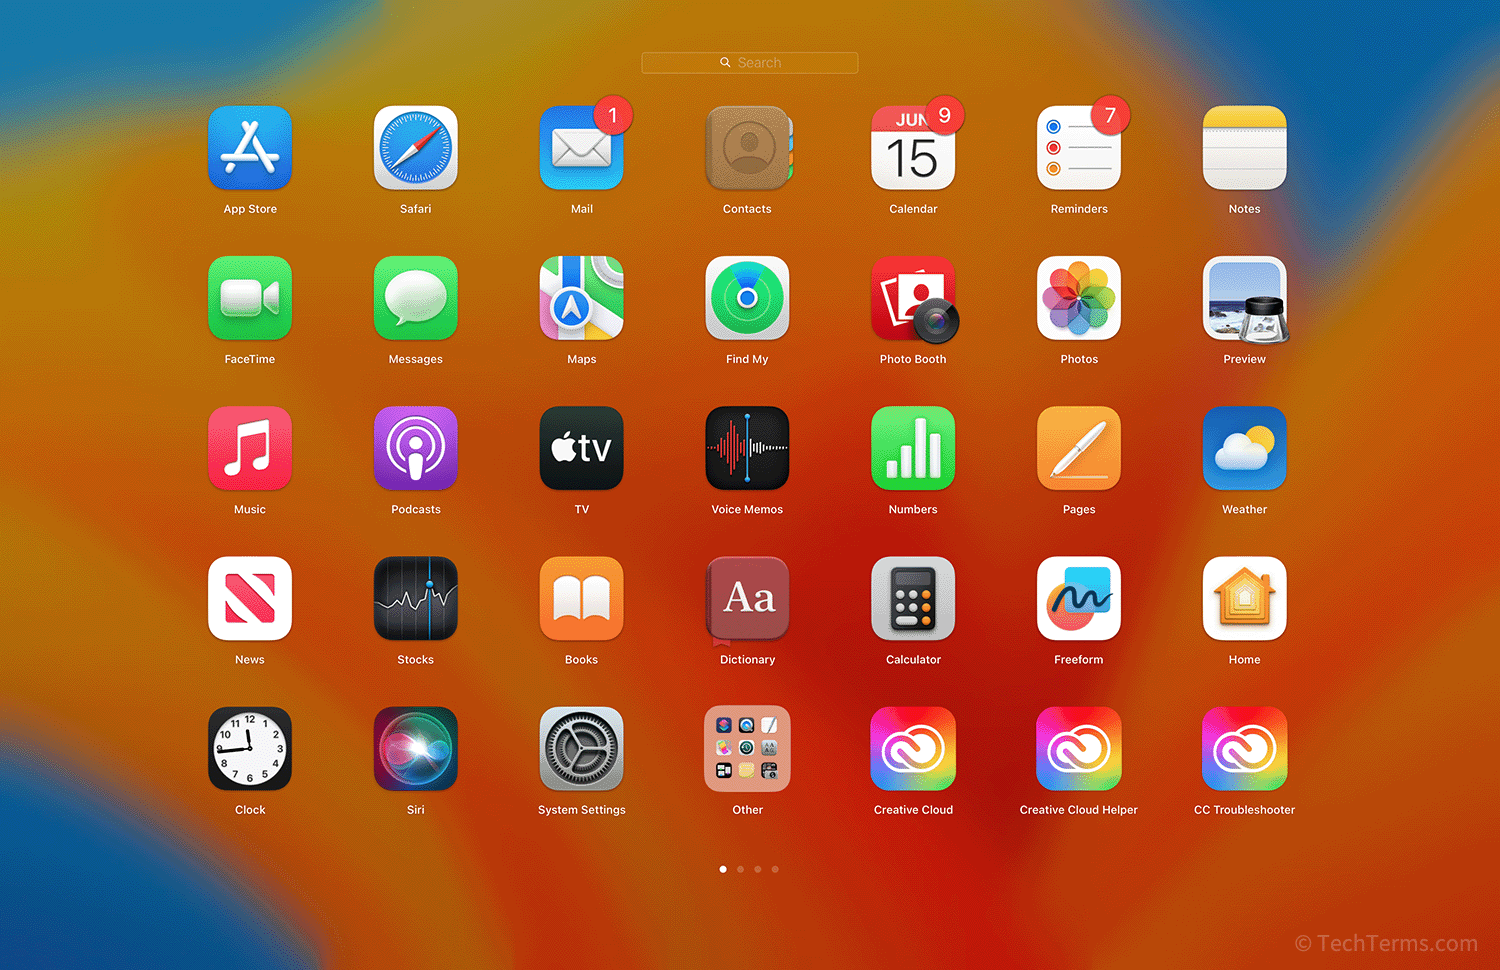 Search
1
JUN 9
7
15
App Store Safari Mail Contacts Calendar Reminders Notes
FaceTime Messages Maps Find My Photo Booth Photos Preview
tv
Music Podcasts TV Voice Memos Numbers Pages Weather
Aa
News Stocks Books Dictionary Calculator Freeform Home
12
11 1
10 2
9 3
8 4
7 5
6
Clock Siri System Settings Other Creative Cloud Creative Cloud Helper CC Troubleshooter
© TechTerms.com